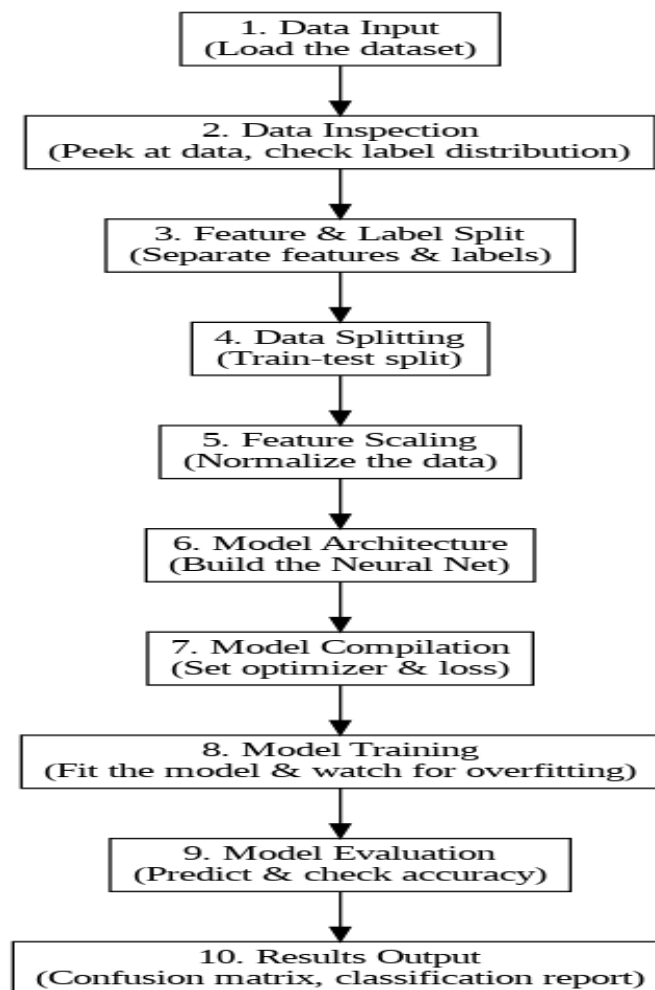 1. Data Input
(Load the dataset)
2. Data Inspection
(Peek at data, check label distribution)
3. Feature & Label Split
(Separate features & labels)
4. Data Splitting
(Train-test split)
5. Feature Scaling
(Normalize the data)
6. Model Architecture
(Build the Neural Net)
7. Model Compilation
(Set optimizer & loss)
8. Model Training
(Fit the model & watch for overfitting)
9. Model Evaluation
(Predict & check accuracy)
10. Results Output
(Confusion matrix, classification report)